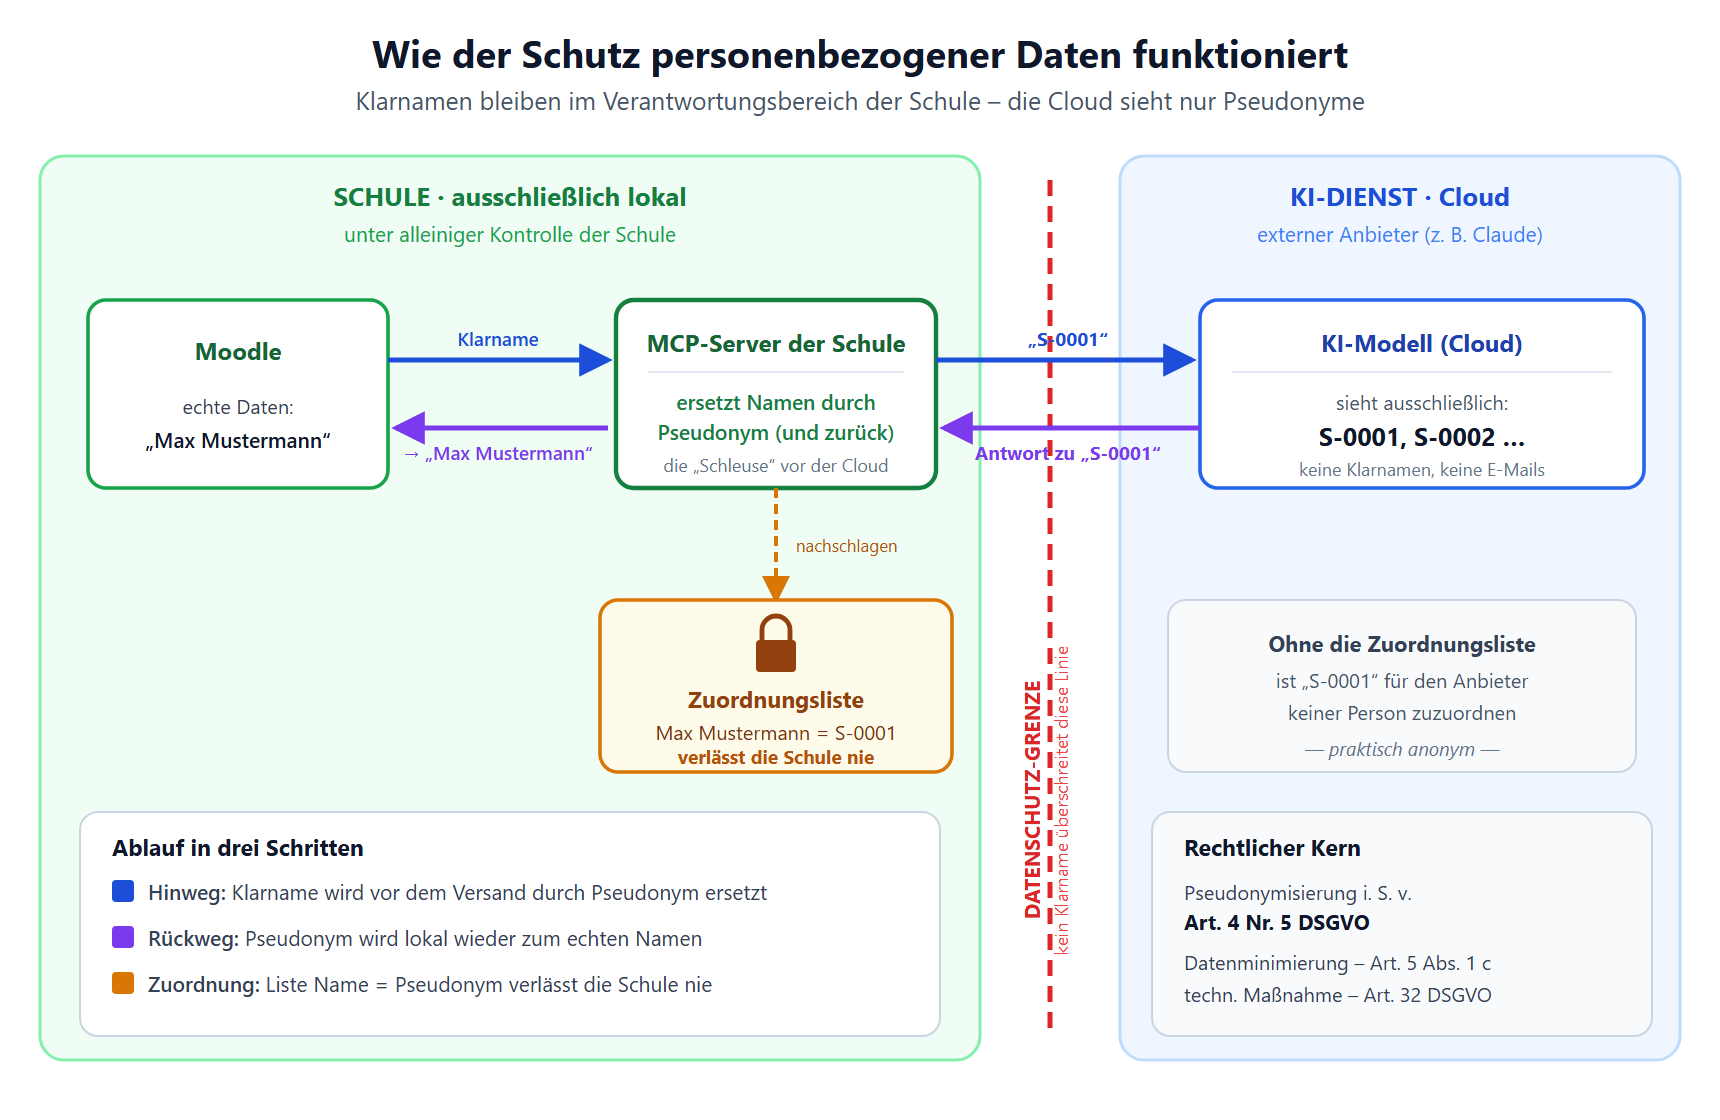 Wie der Schutz personenbezogener Daten funktioniert
Klarnamen bleiben im Verantwortungsbereich der Schule – die Cloud sieht nur Pseudonyme
SCHULE · ausschließlich lokal
unter alleiniger Kontrolle der Schule
Moodle
echte Daten:
„Max Mustermann“
Klarname
→ „Max Mustermann“
MCP-Server der Schule
ersetzt Namen durch
Pseudonym (und zurück)
die „Schleuse“ vor der Cloud
„S-0001“
Antwort zu „S-0001“
KI-DIENST · Cloud
externer Anbieter (z. B. Claude)
KI-Modell (Cloud)
sieht ausschließlich:
S-0001, S-0002 ...
keine Klarnamen, keine E-Mails
nachschlagen
Zuordnungsliste
Max Mustermann = S-0001
verlässt die Schule nie
DATENSCHUTZ-GRENZE
kein Klarname überschreitet diese Linie
Ohne die Zuordnungsliste
ist „S-0001“ für den Anbieter
keiner Person zuzuordnen
— praktisch anonym —
Ablauf in drei Schritten
Hinweg: Klarname wird vor dem Versand durch Pseudonym ersetzt
Rückweg: Pseudonym wird lokal wieder zum echten Namen
Zuordnung: Liste Name = Pseudonym verlässt die Schule nie
Rechtlicher Kern
Pseudonymisierung i. S. v.
Art. 4 Nr. 5 DSGVO
Datenminimierung – Art. 5 Abs. 1 c
techn. Maßnahme – Art. 32 DSGVO